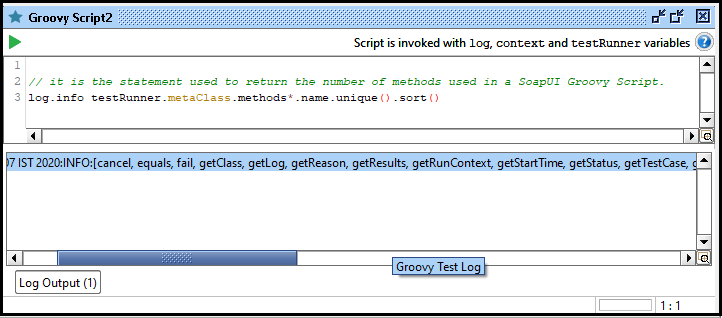 Groovy Script2
Script is invoked with log, context and testRunner variables
1
2 // it is the statement used to return the number of methods used in a SoapUI Groovy Script.
3 log.info testRunner.metaClass.methods*.name.unique().sort()
07 IST 2020:INFO:[cancel, equals, fail, getClass, getLog, getReason, getResults, getRunContext, getStartTime, getStatus, getTestCase,
Groovy Test Log
Log Output (1)
1 : 1